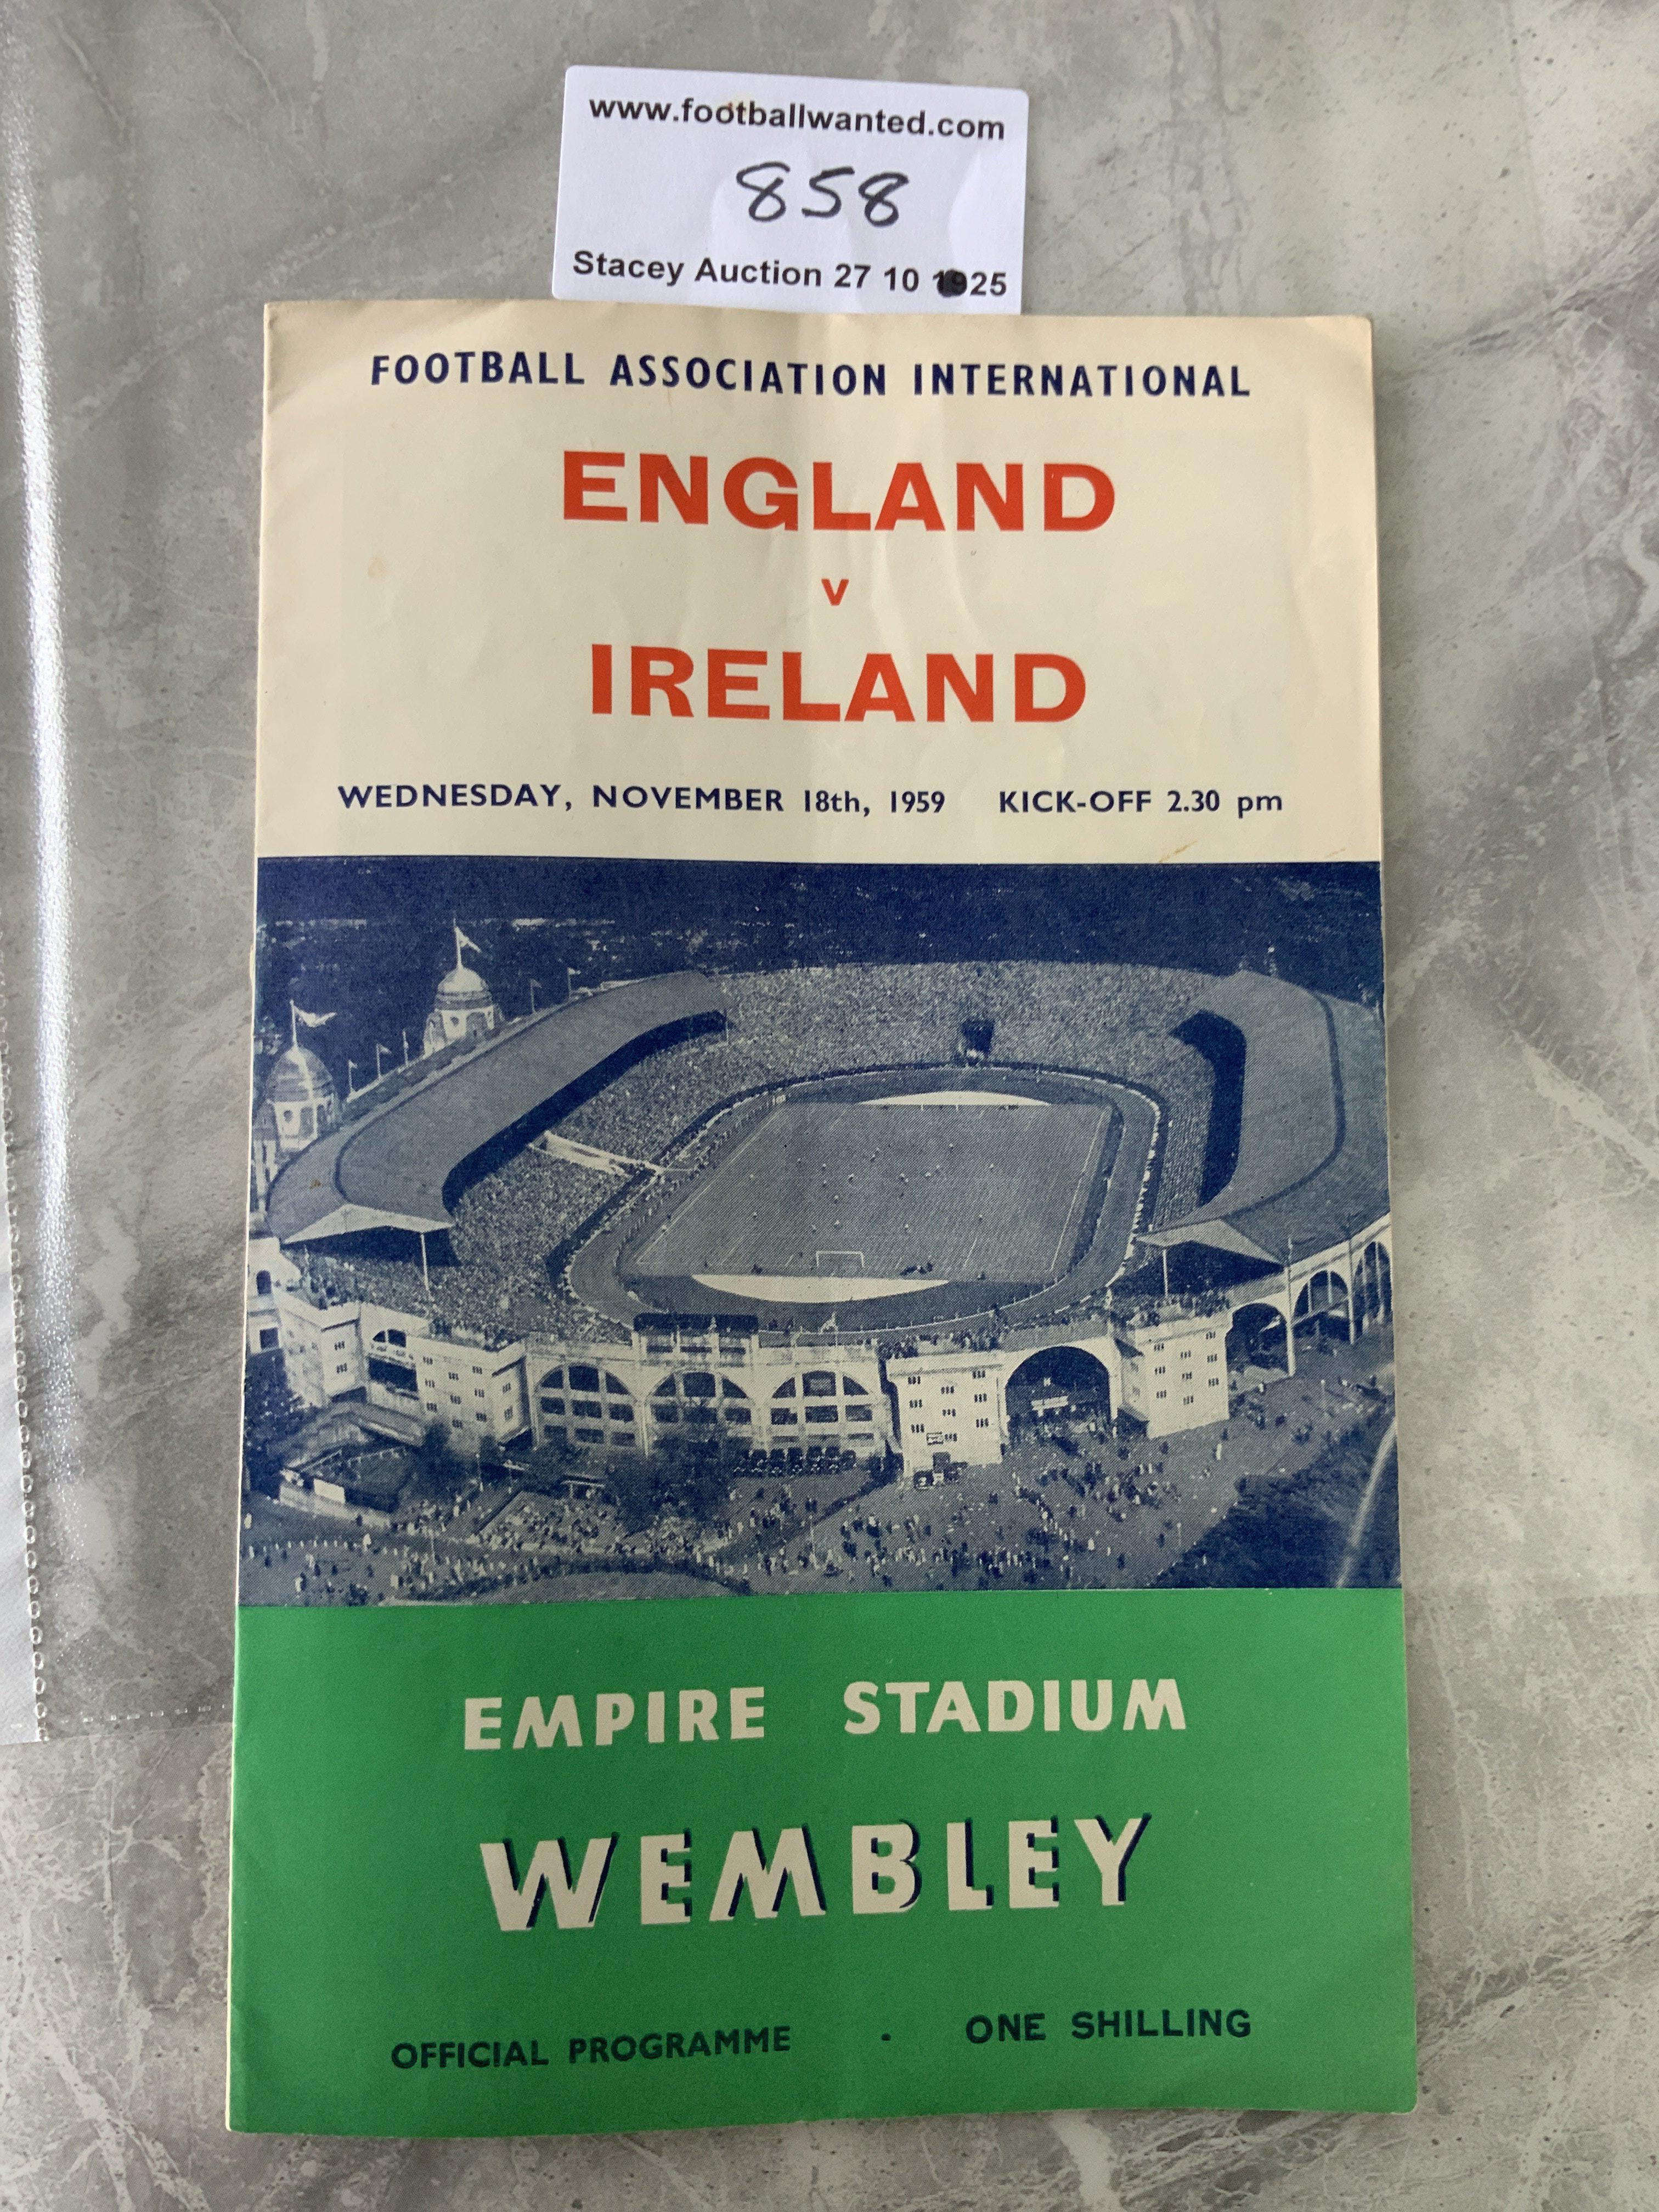 www.footballwanted.com
858
Stacey Auction 27 10 1925
FOOTBALL ASSOCIATION INTERNATIONAL
ENGLAND
v
IRELAND
WEDNESDAY, NOVEMBER 18th, 1959 KICK-OFF 2.30 pm
EMPIRE STADIUM
WEMBLEY
OFFICIAL PROGRAMME . ONE SHILLING